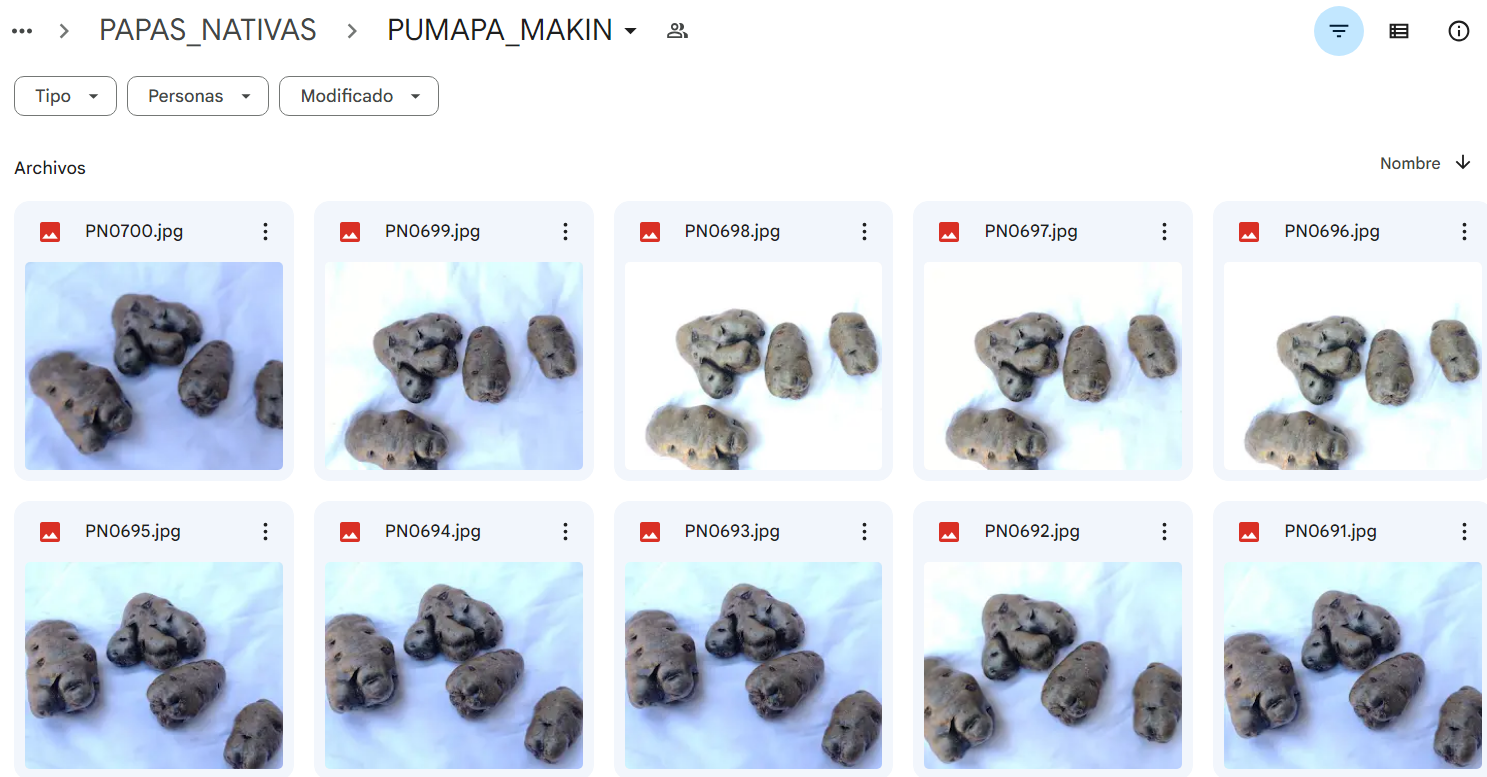 PAPAS_NATIVAS PUMAPA_MAKIN
Tipo Personas Modificado
Archivos Nombre
PN0700.jpg PN0699.jpg PN0698.jpg PN0697.jpg PN0696.jpg
PN0695.jpg PN0694.jpg PN0693.jpg PN0692.jpg PN0691.jpg